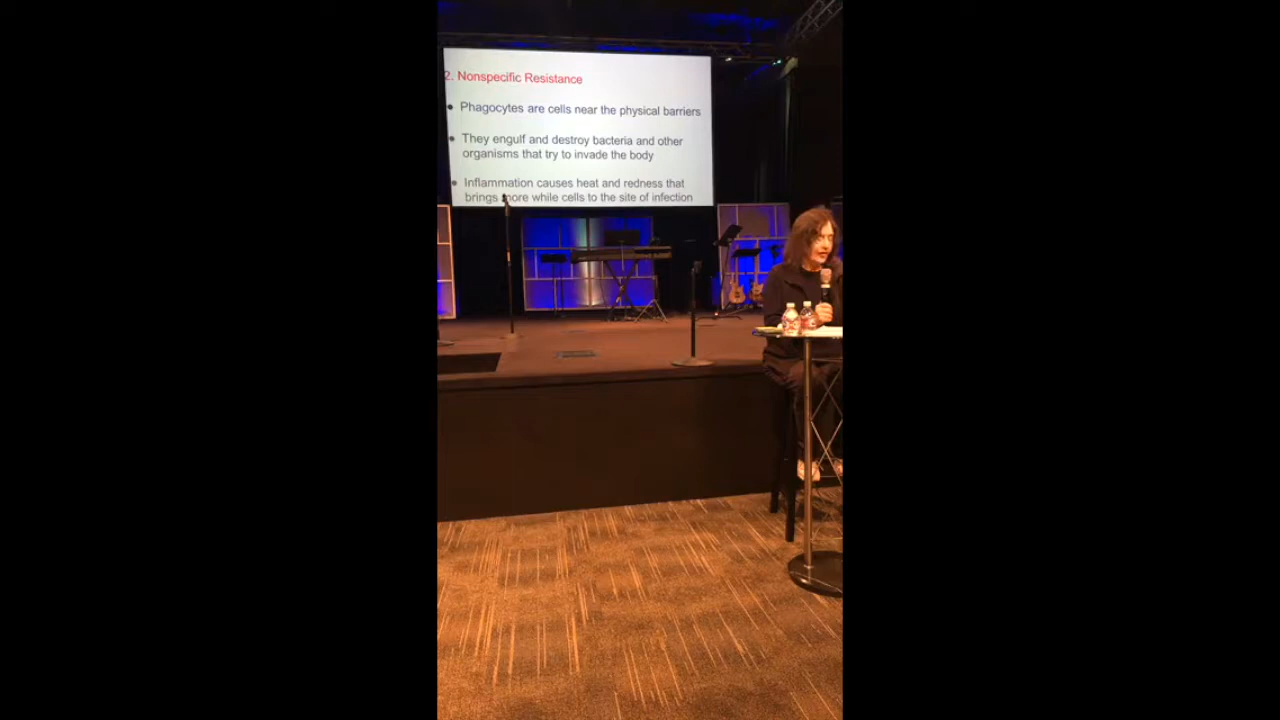 2. Nonspecific Resistance
• Phagocytes are cells near the physical barriers
• They engulf and destroy bacteria and other
organisms that try to invade the body
• Inflammation causes heat and redness that
brings more while cells to the site of infection